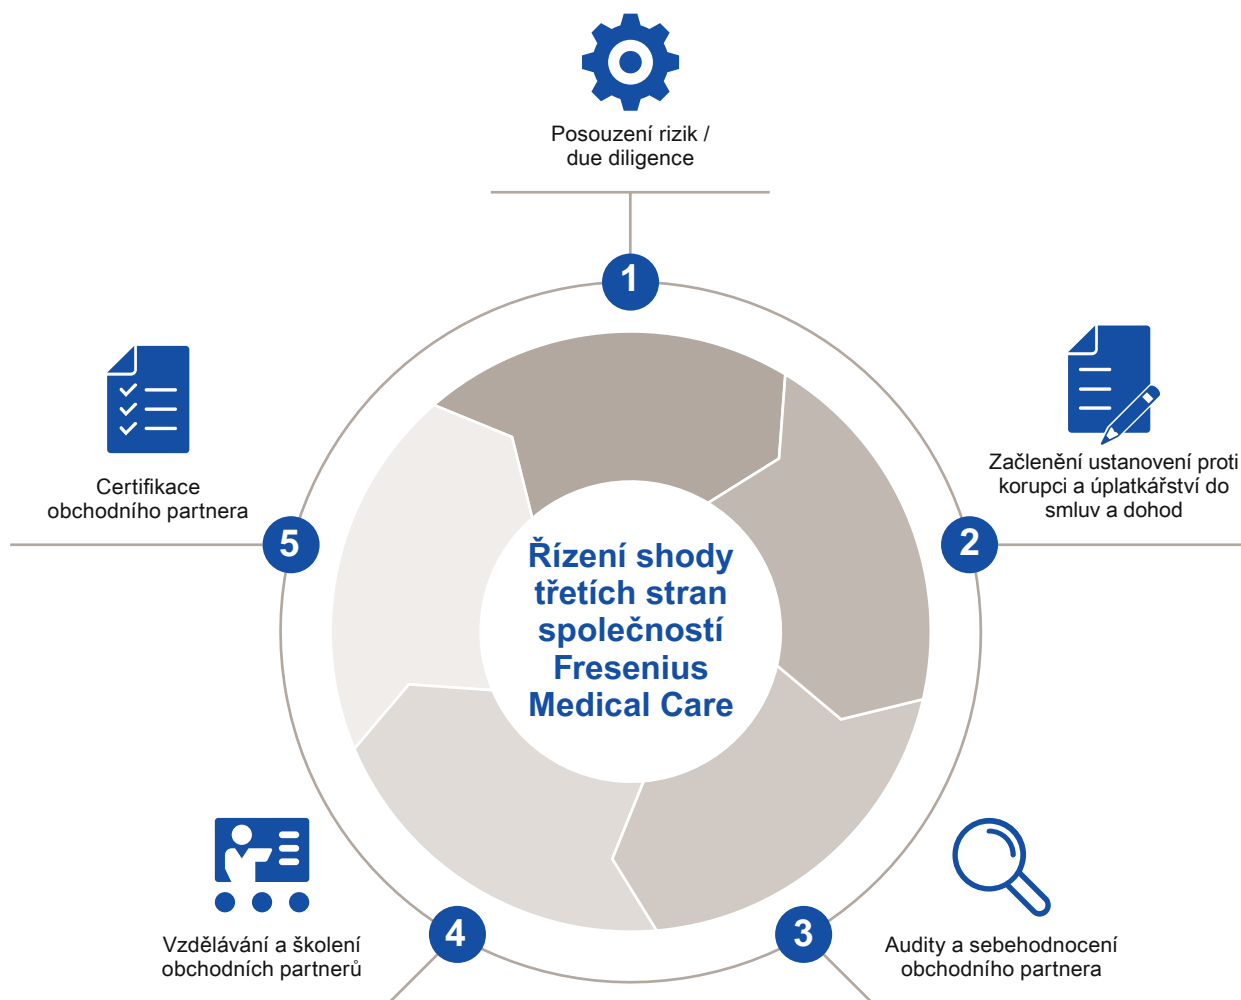 Posouzení rizik /
due diligence
1
Začlenění ustanovení proti
korupci a úplatkářství do
smluv a dohod
2
Audity a sebehodnocení
obchodního partnera
3
Vzdělávání a školení
obchodních partnerů
4
Certifikace
obchodního partnera
5
Řízení shody
třetích stran
společností
Fresenius
Medical Care